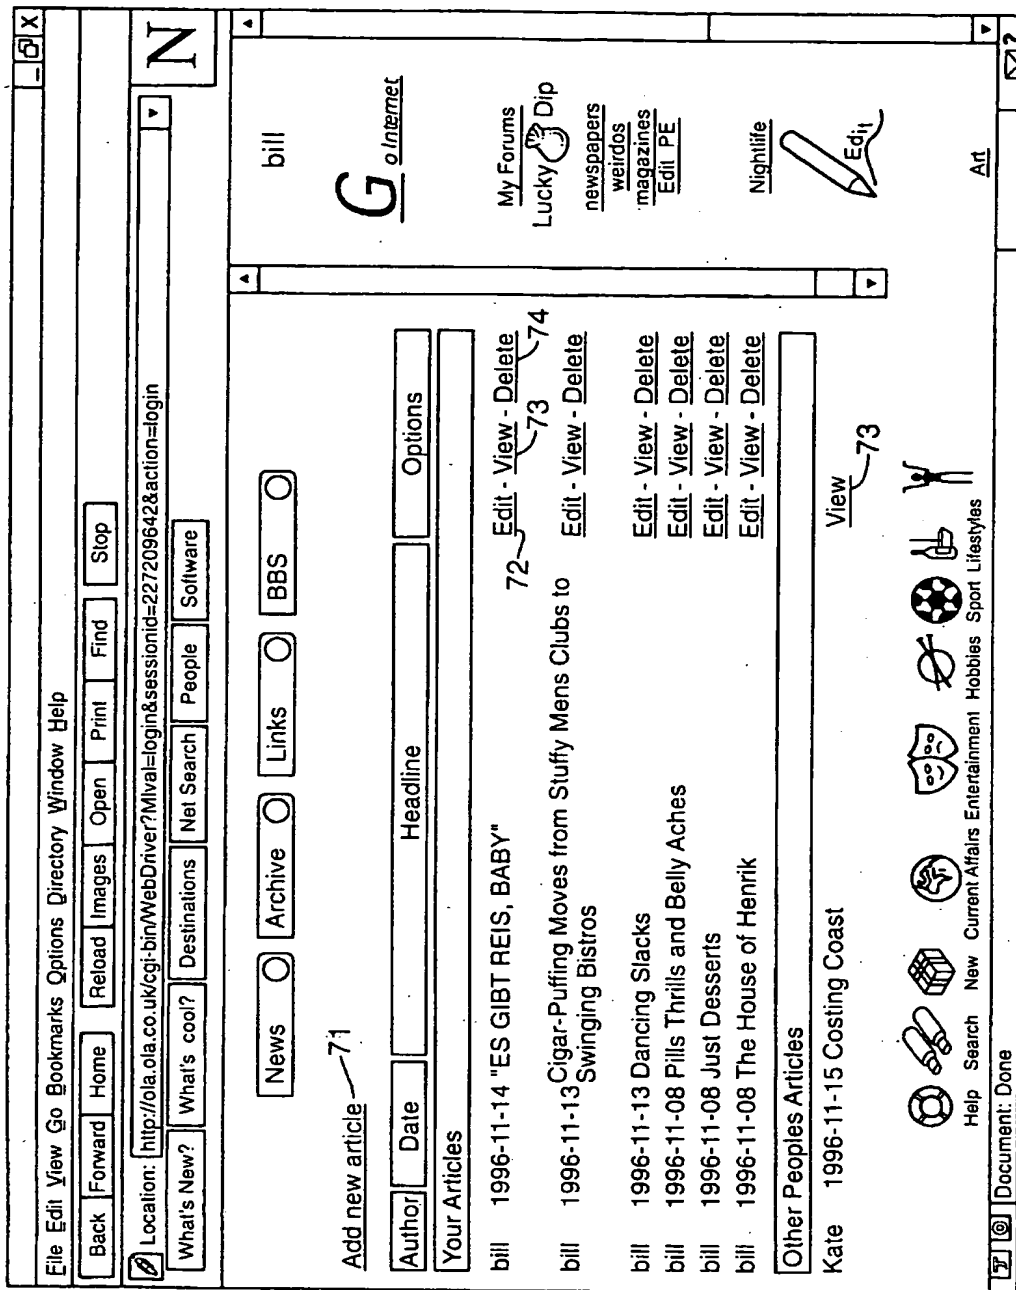 _ X
File Edit View Go Bookmarks Options Directory Window Help
Back Forward Home Reload Images Open Print Find Stop
Location: http://ola.ola.co.uk/cgi-bin/WebDriver?MIval=login&sessionid=227209642&action=login
N
What's New? What's cool? Destinations Net Search People Software
News Archive Links BBS
bill
Add new article 71
Go Internet
Author Date Headline Options
Your Articles
bill 1996-11-14 "ES GIBT REIS, BABY" Edit - View - Delete
72 73 74
bill 1996-11-13 Cigar-Puffing Moves from Stuffy Mens Clubs to Edit - View - Delete
Swinging Bistros
bill 1996-11-13 Dancing Slacks Edit - View - Delete
bill 1996-11-08 Pills Thrills and Belly Aches Edit - View - Delete
bill 1996-11-08 Just Desserts Edit - View - Delete
bill 1996-11-08 The House of Henrik Edit - View - Delete
Other Peoples Articles
Kate 1996-11-15 Costing Coast View 73
My Forums
Lucky Dip
newspapers
weirdos
magazines
Edit PE
Nightlife
Edit
Art
Help Search New Current Affairs Entertainment Hobbies Sport Lifestyles
Document: Done
?